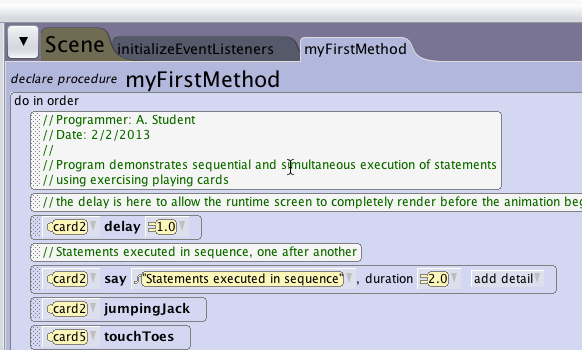 Scene initializeEventListeners myFirstMethod
declare procedure myFirstMethod
do in order
// Programmer: A. Student
// Date: 2/2/2013
//
// Program demonstrates sequential and simultaneous execution of statements
// using exercising playing cards
// the delay is here to allow the runtime screen to completely render before the animation beg
card2 delay 1.0
// Statements executed in sequence, one after another
card2 say "Statements executed in sequence" , duration 2.0 add detail
card2 jumpingJack
card5 touchToes